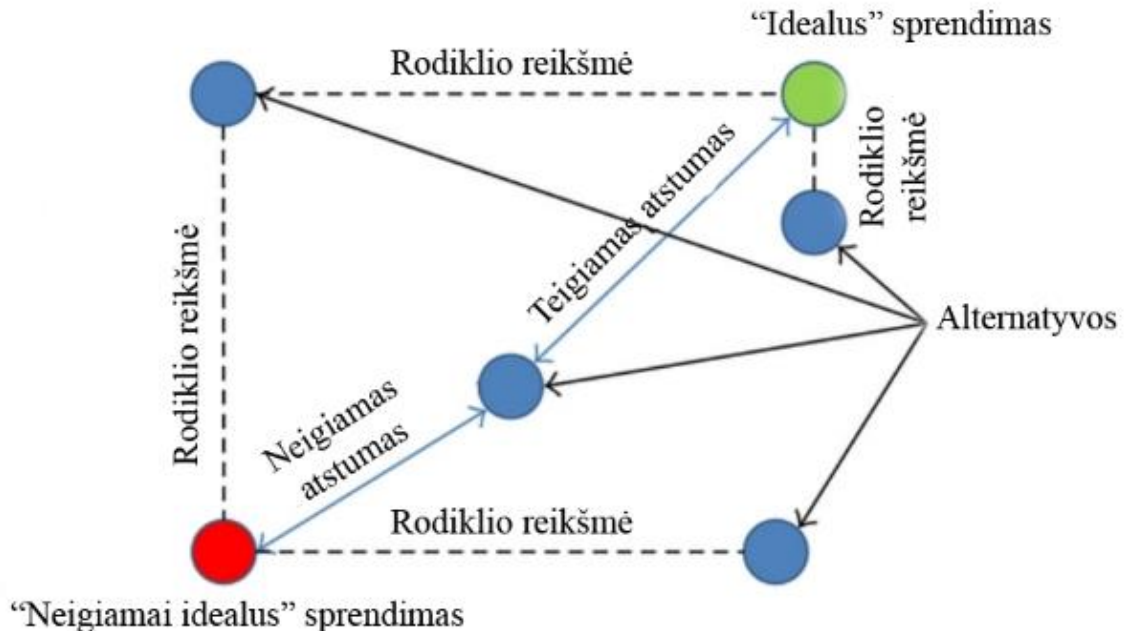 “Idealus” sprendimas
Rodiklio reikšmė
Rodiklio
reikšmė
Teigiamas atstumas
Rodiklio reikšmė
Alternatyvos
Neigiamas
atstumas
Rodiklio reikšmė
“Neigiamai idealus” sprendimas